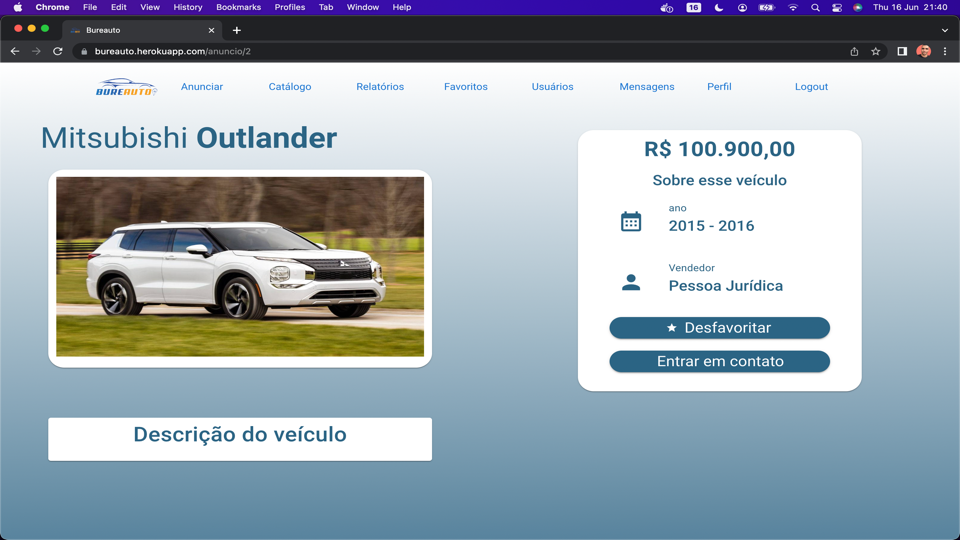 Chrome File Edit View History Bookmarks Profiles Tab Window Help 16 Thu 16 Jun 21:40
Bureauto
bureauto.herokuapp.com/anuncio/2
BUREAUTO Anunciar Catálogo Relatórios Favoritos Usuários Mensagens Perfil Logout
Mitsubishi Outlander
R$ 100.900,00
Sobre esse veículo
ano
2015 - 2016
Vendedor
Pessoa Jurídica
Desfavoritar
Entrar em contato
Descrição do veículo